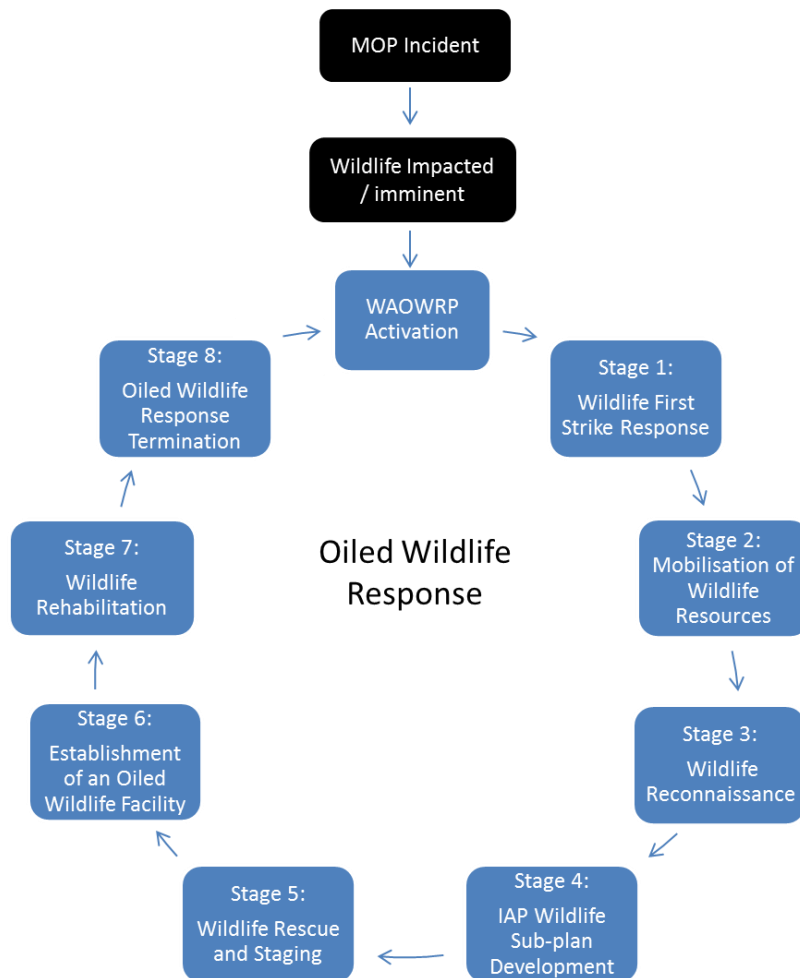 MOP Incident
Wildlife Impacted
/ imminent
WAOWRP
Activation
Stage 1:
Wildlife First
Strike Response
Stage 2:
Mobilisation of
Wildlife
Resources
Stage 3:
Wildlife
Reconnaissance
Stage 4:
IAP Wildlife
Sub-plan
Development
Stage 5:
Wildlife Rescue
and Staging
Stage 6:
Establishment
of an Oiled
Wildlife Facility
Stage 7:
Wildlife
Rehabilitation
Stage 8:
Oiled Wildlife
Response
Termination
Oiled Wildlife
Response